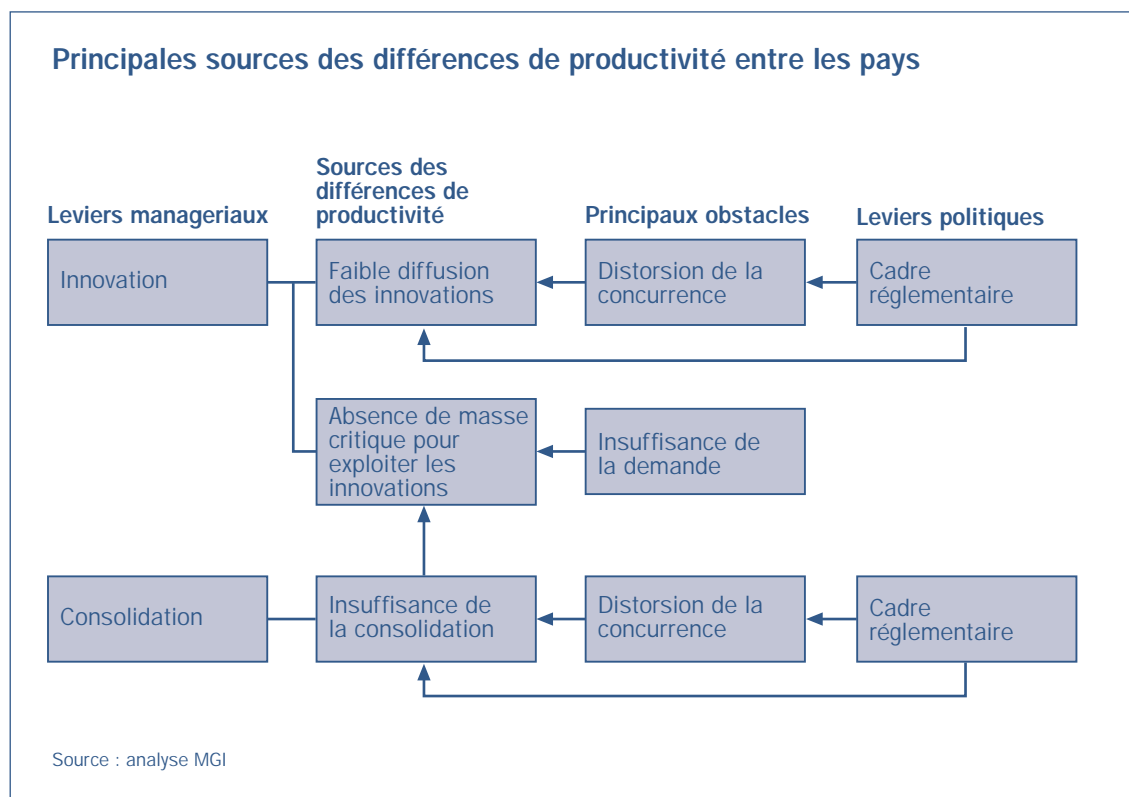 Principales sources des différences de productivité entre les pays
Leviers manageriaux
Sources des
différences de
productivité
Principaux obstacles
Leviers politiques
Innovation
Faible diffusion
des innovations
Distorsion de la
concurrence
Cadre
réglementaire
Absence de masse
critique pour
exploiter les
innovations
Insuffisance de
la demande
Consolidation
Insuffisance de
la consolidation
Distorsion de la
concurrence
Cadre
réglementaire
Source : analyse MGI